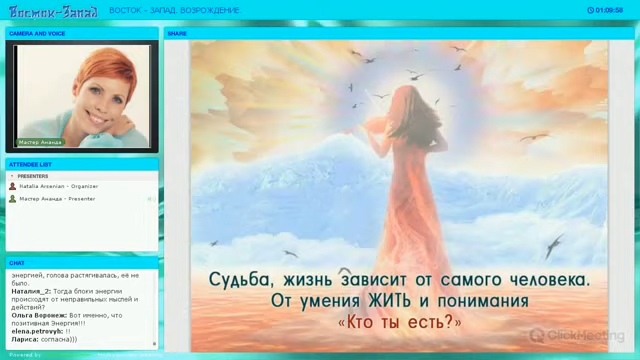 Восток-Запад ВОСТОК – ЗАПАД. ВОЗРОЖДЕНИЕ. 01:09:58
CAMERA AND VOICE
Мастер Ананда
ATTENDEE LIST
PRESENTERS
Natalia Arsenian - Organizer
Мастер Ананда - Presenter
CHAT
энергией, голова растягивалась, её не
было.
Наталия_2: Тогда блоки энергии
происходят от неправильных мыслей и
действий?
Ольга Воронеж: Вот именно, что
позитивная Энергия!!!
elena.petrovyh: !!
Лариса: согласна)))
Powered by
SHARE
Судьба, жизнь зависит от самого человека.
От умения ЖИТЬ и понимания
«Кто ты есть?»
ClickMeeting